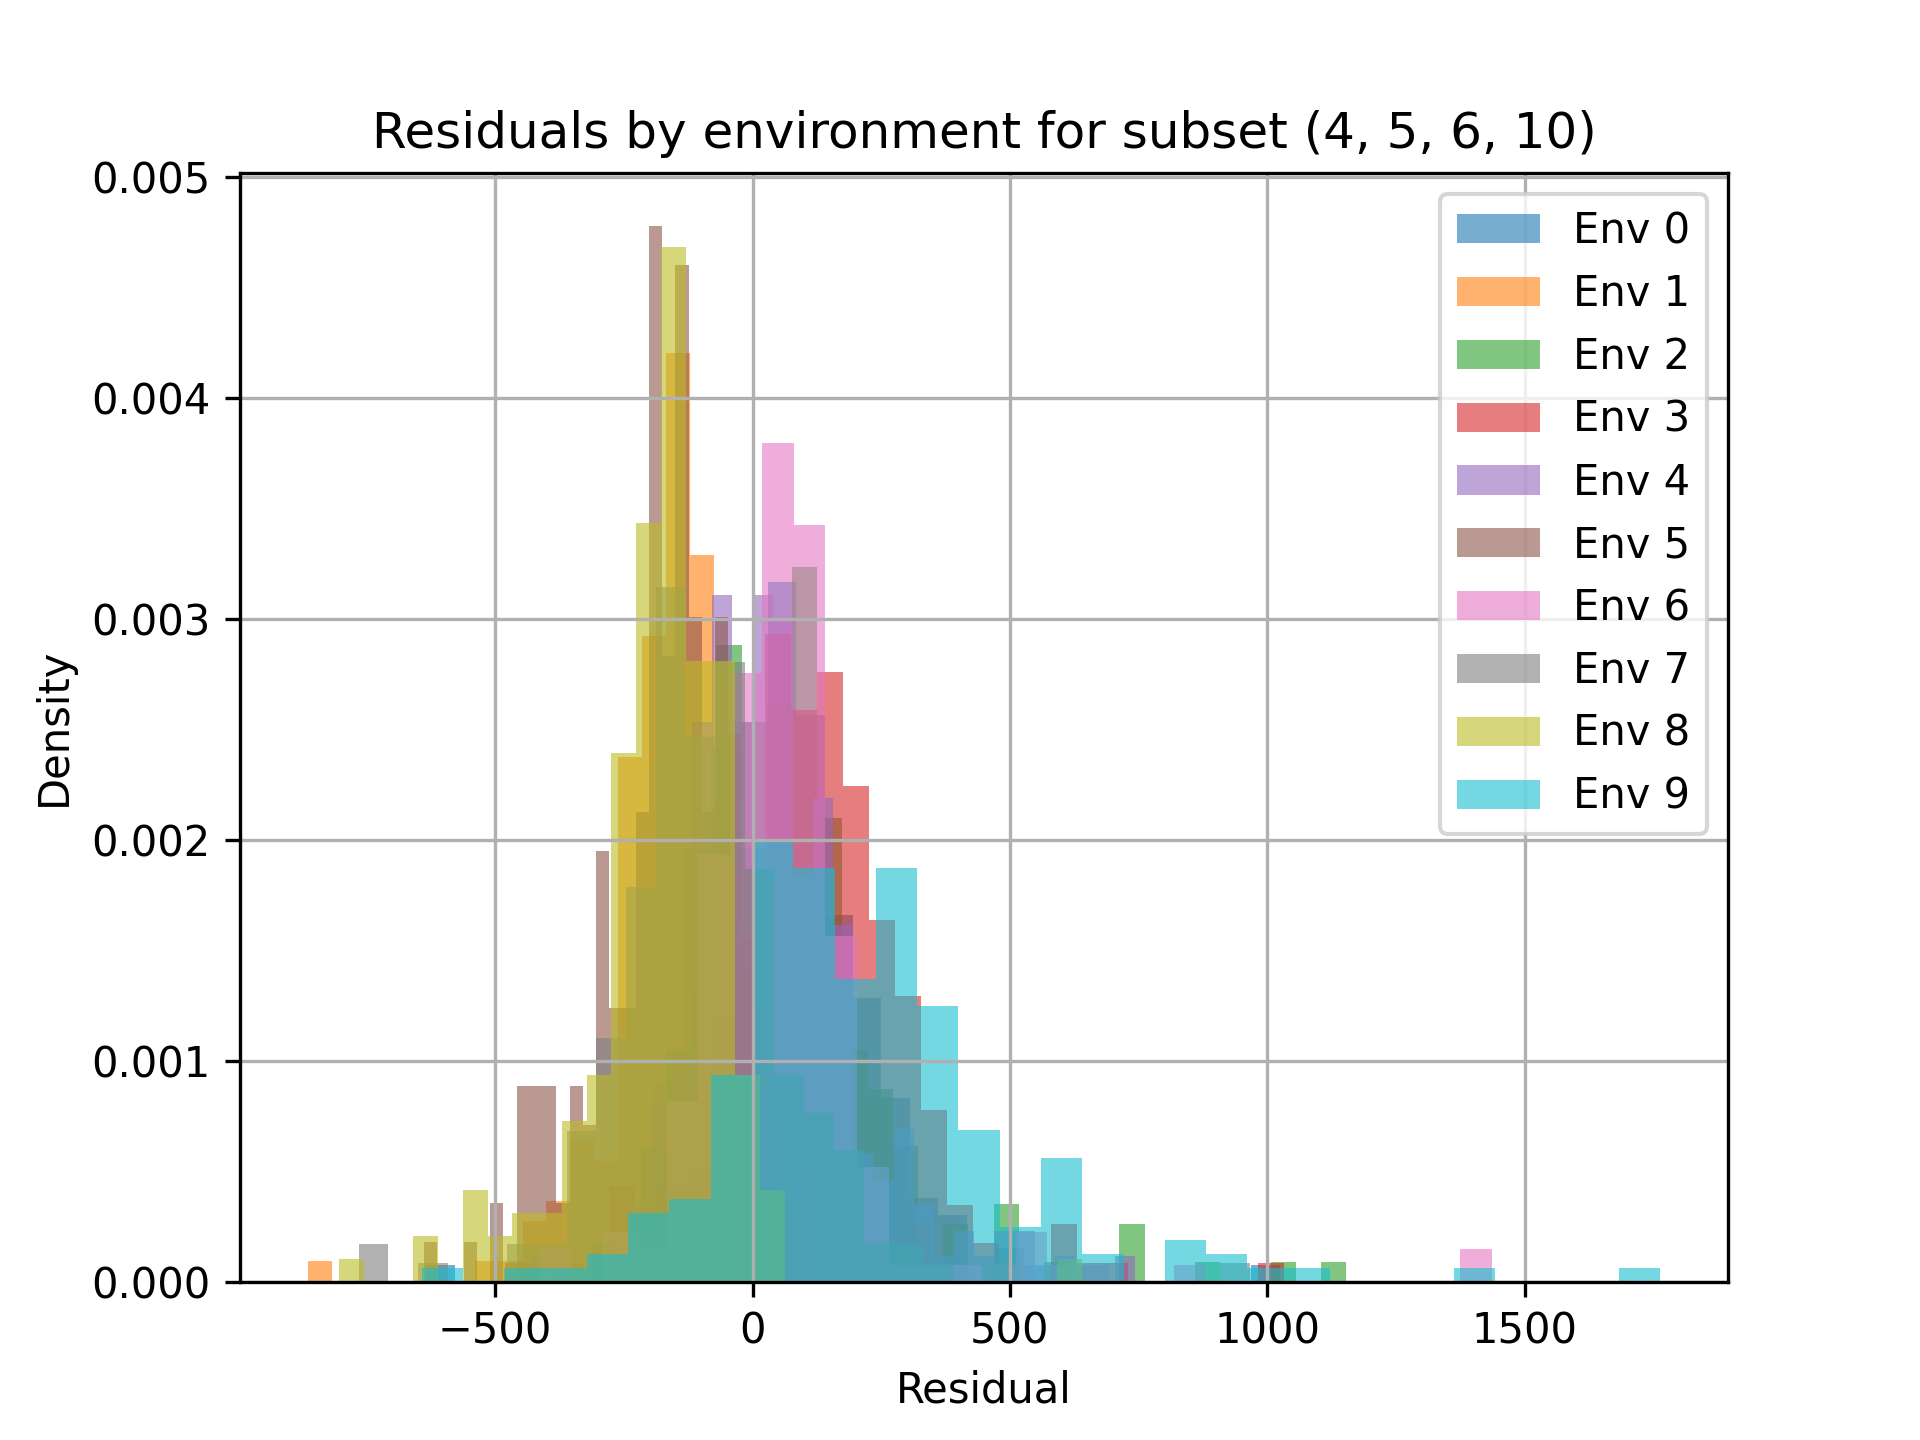 Residuals by environment for subset (4, 5, 6, 10)
0.005
0.004
0.003
0.002
0.001
0.000
Density
−500
0
500
1000
1500
Residual
Env 0
Env 1
Env 2
Env 3
Env 4
Env 5
Env 6
Env 7
Env 8
Env 9